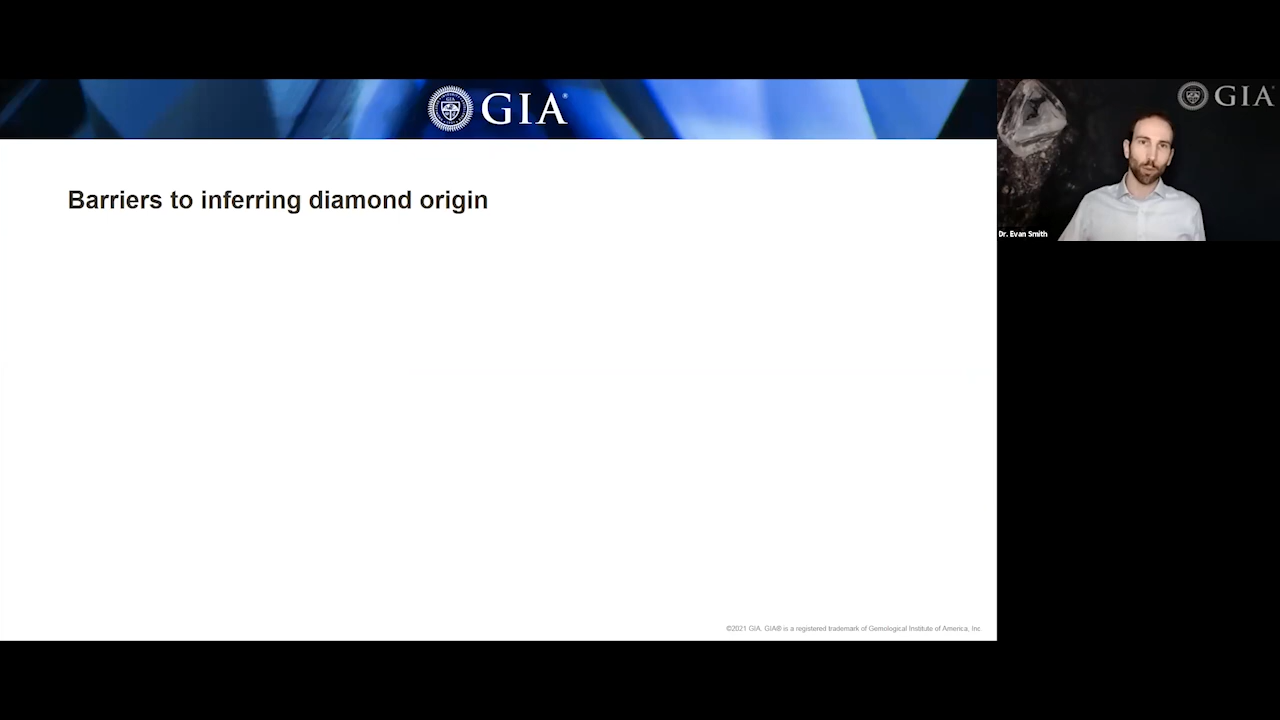 GIA®
GIA®
Dr. Evan Smith
Barriers to inferring diamond origin
©2021 GIA. GIA® is a registered trademark of Gemological Institute of America, Inc